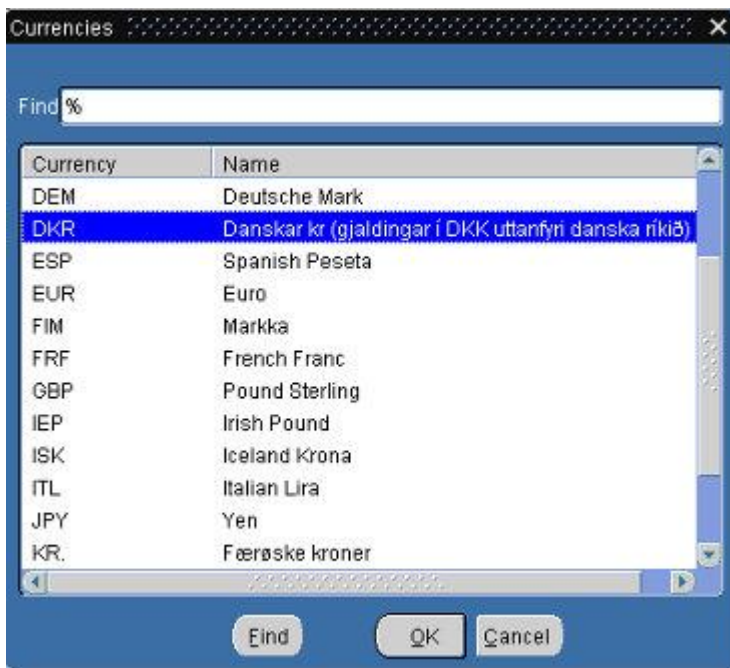 Currencies
Find %
Currency Name
DEM Deutsche Mark
DKR Danskar kr (gjaldingar í DKK uttanfyri danska ríkið)
ESP Spanish Peseta
EUR Euro
FIM Markka
FRF French Franc
GBP Pound Sterling
IEP Irish Pound
ISK Iceland Krona
ITL Italian Lira
JPY Yen
KR. Færøske kroner
Find OK Cancel